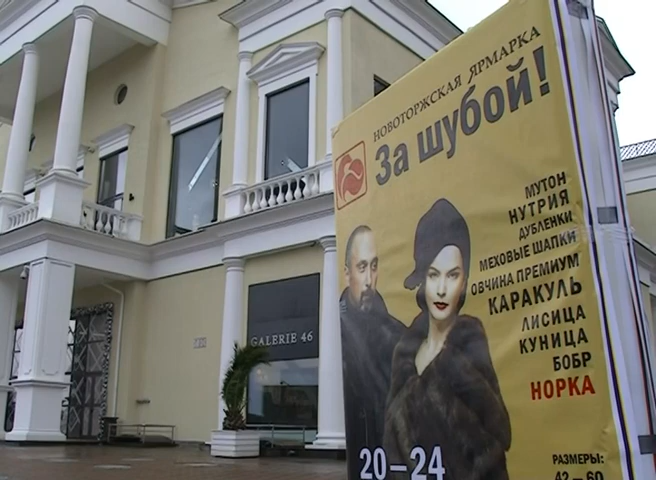 НОВОТОРЖСКАЯ ЯРМАРКА
За шубой!
МУТОН
НУТРИЯ
ДУБЛЕНКИ
МЕХОВЫЕ ШАПКИ
ОВЧИНА ПРЕМИУМ
КАРАКУЛЬ
ЛИСИЦА
КУНИЦА
БОБР
НОРКА
20–24
РАЗМЕРЫ:
42–60
GALERIE 46